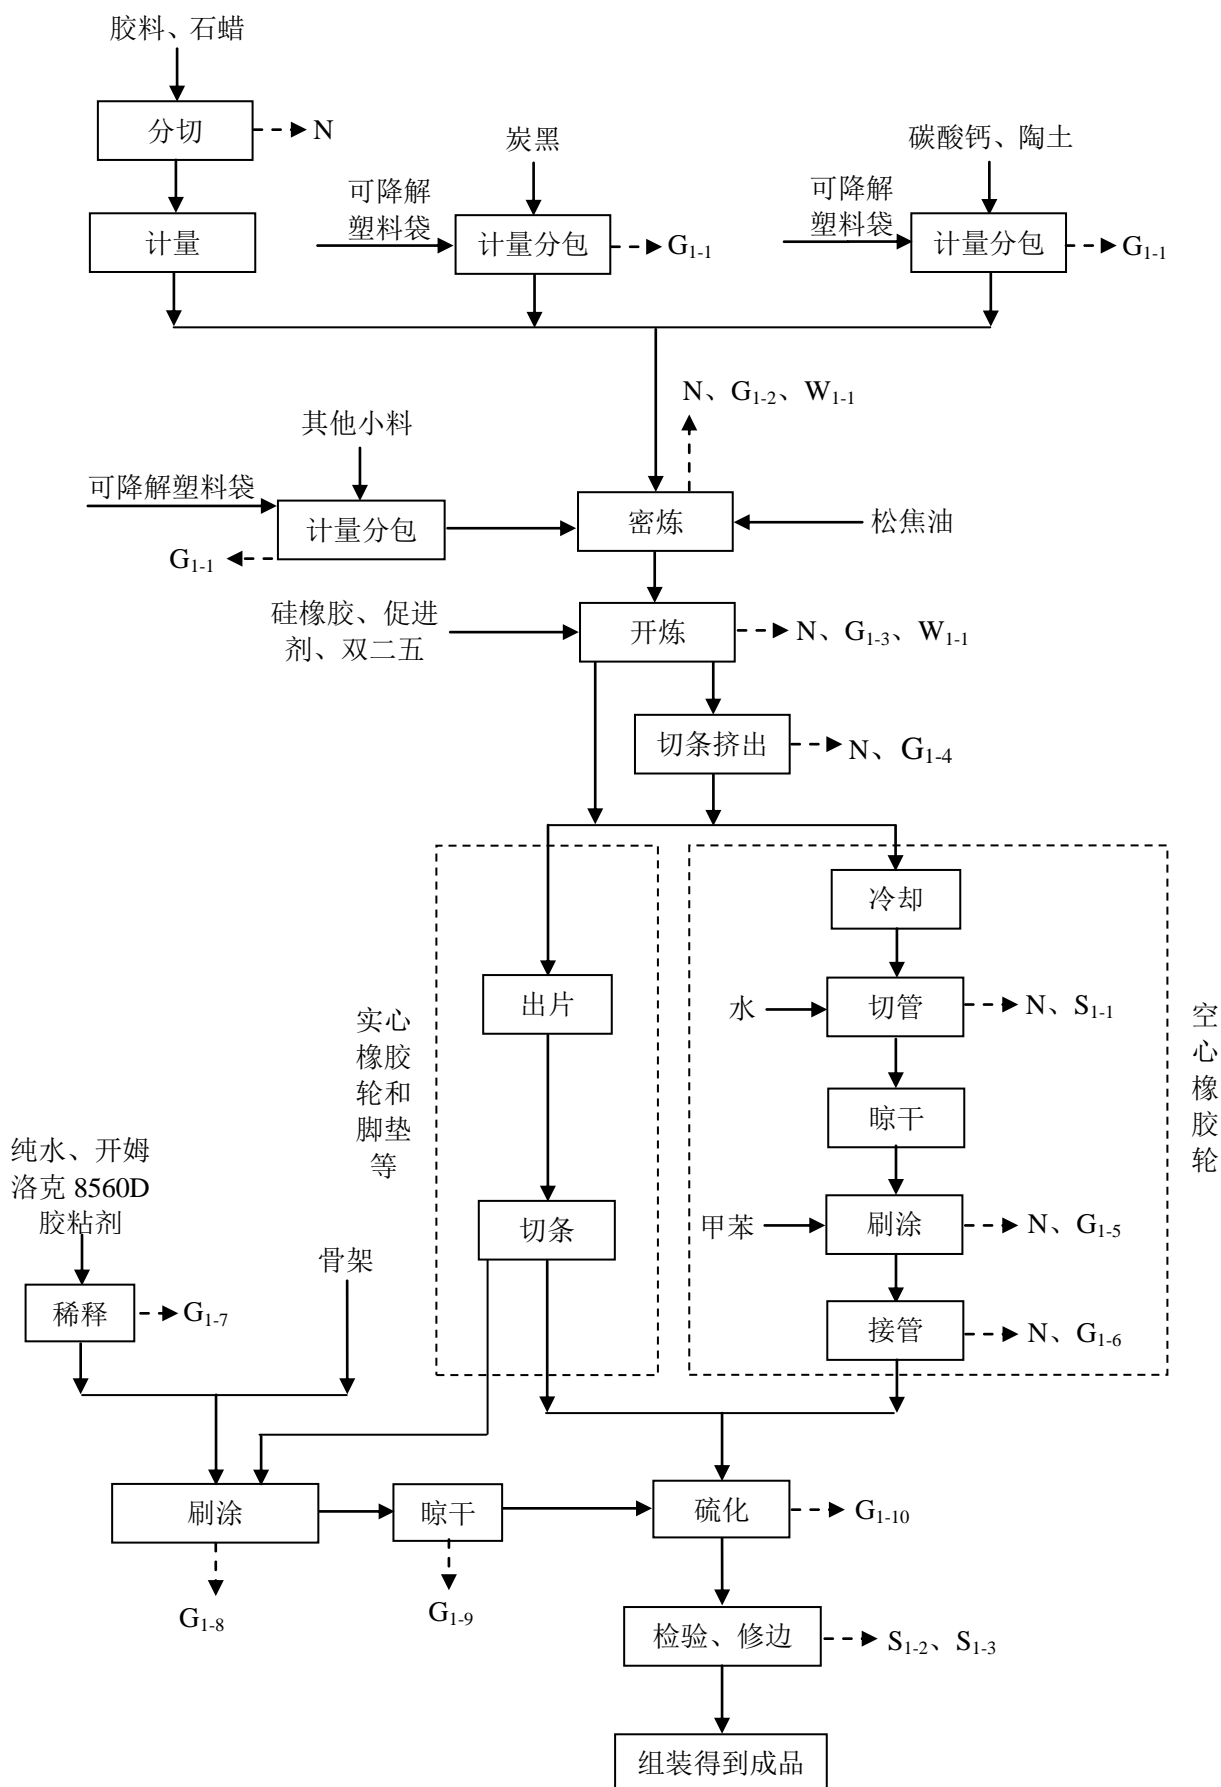 胶料、石蜡
分切
N
炭黑
碳酸钙、陶土
可降解
塑料袋
可降解
塑料袋
计量
计量分包
G1-1
计量分包
G1-1
N、G1-2、W1-1
其他小料
可降解塑料袋
计量分包
密炼
松焦油
G1-1
硅橡胶、促进
剂、双二五
开炼
N、G1-3、W1-1
切条挤出
N、G1-4
冷却
实心
橡胶
轮和
脚垫
等
出片
水
切管
N、S1-1
空
心
橡
胶
轮
晾干
纯水、开姆
洛克 8560D
胶粘剂
切条
甲苯
刷涂
N、G1-5
骨架
稀释
G1-7
接管
N、G1-6
刷涂
晾干
硫化
G1-10
G1-8
G1-9
检验、修边
S1-2、S1-3
组装得到成品